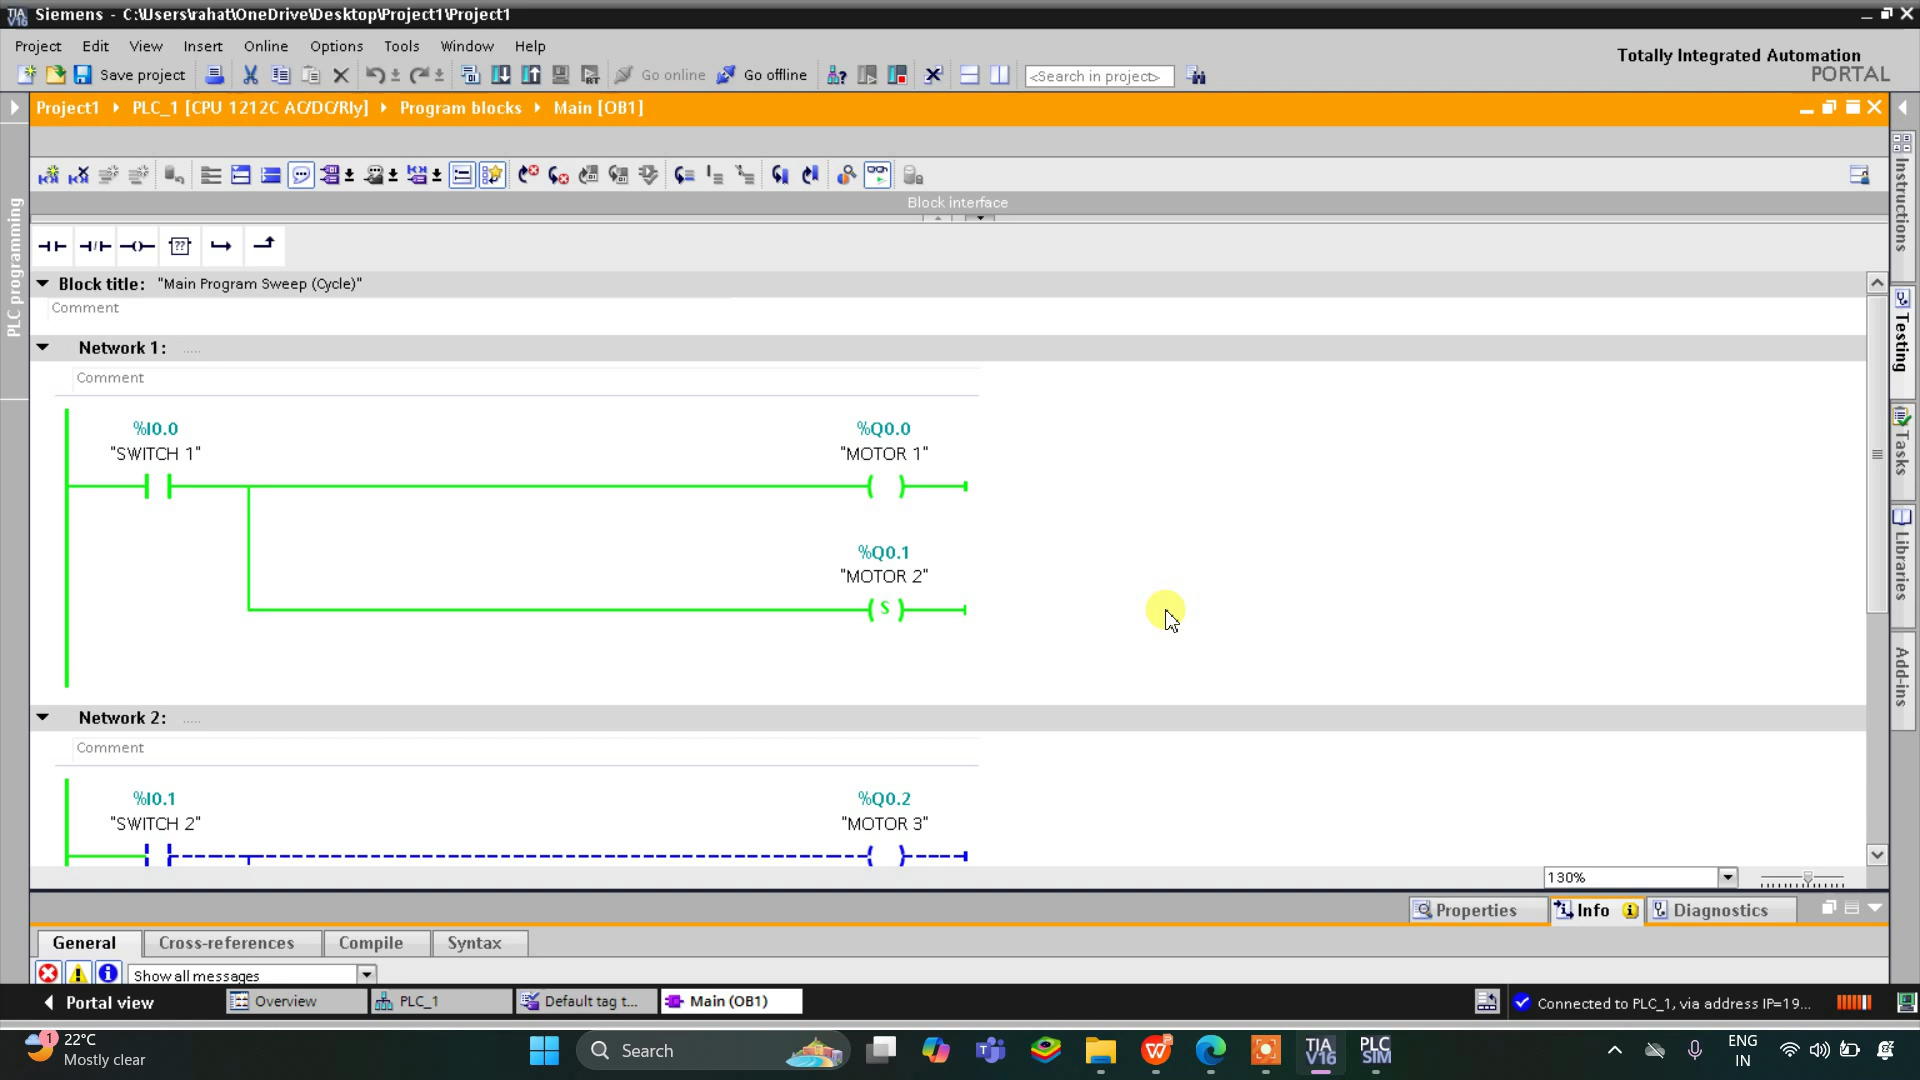 Siemens - C:\Users\rahat\OneDrive\Desktop\Project1\Project1
Project Edit View Insert Online Options Tools Window Help
Totally Integrated Automation
PORTAL
Save project Go online Go offline <Search in project>
Project1 PLC_1 [CPU 1212C AC/DC/Rly] Program blocks Main [OB1]
Block interface
??
Block title: "Main Program Sweep (Cycle)"
Comment
Network 1: .....
Comment
%I0.0 %Q0.0
"SWITCH 1" "MOTOR 1"
%Q0.1
"MOTOR 2"
S
Network 2: .....
Comment
%I0.1 %Q0.2
"SWITCH 2" "MOTOR 3"
130%
PLC programming
Instructions
Testing
Tasks
Libraries
Add-ins
Properties Info Diagnostics
General Cross-references Compile Syntax
Show all messages
Portal view Overview PLC_1 Default tag t... Main (OB1) Connected to PLC_1, via address IP=19...
1 22°C
Mostly clear
Search
TIA V16
PLC SIM
ENG
IN